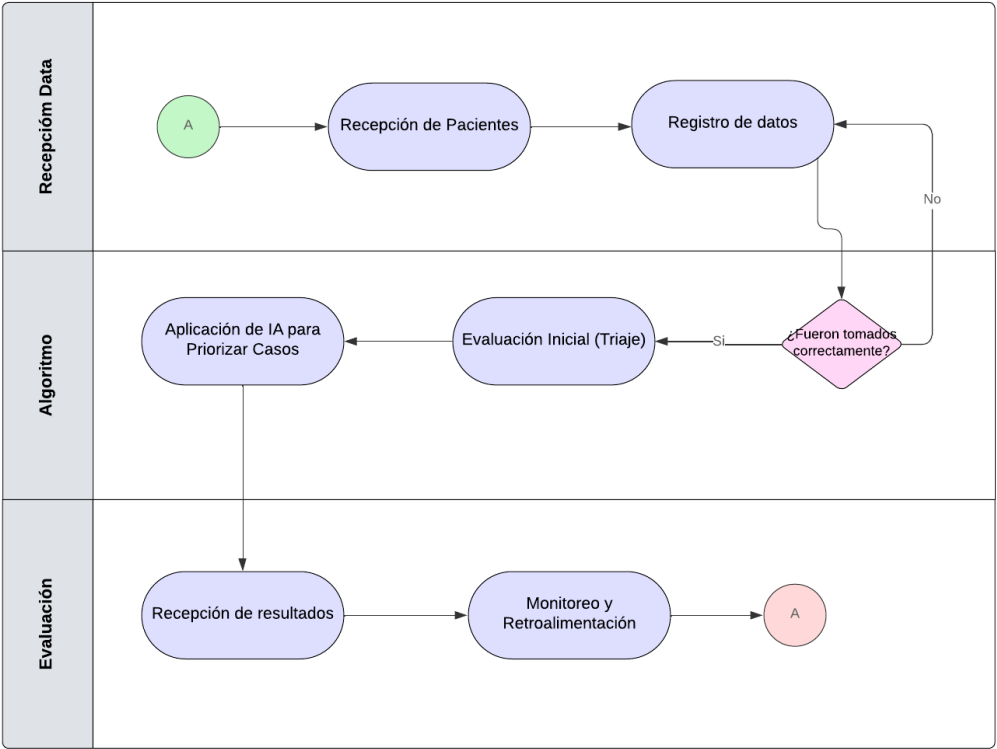 Recepcióm Data
A
Recepción de Pacientes
Registro de datos
No
Algoritmo
Aplicación de IA para
Priorizar Casos
Evaluación Inicial (Triaje)
Si
¿Fueron tomados
correctamente?
Evaluación
Recepción de resultados
Monitoreo y
Retroalimentación
A